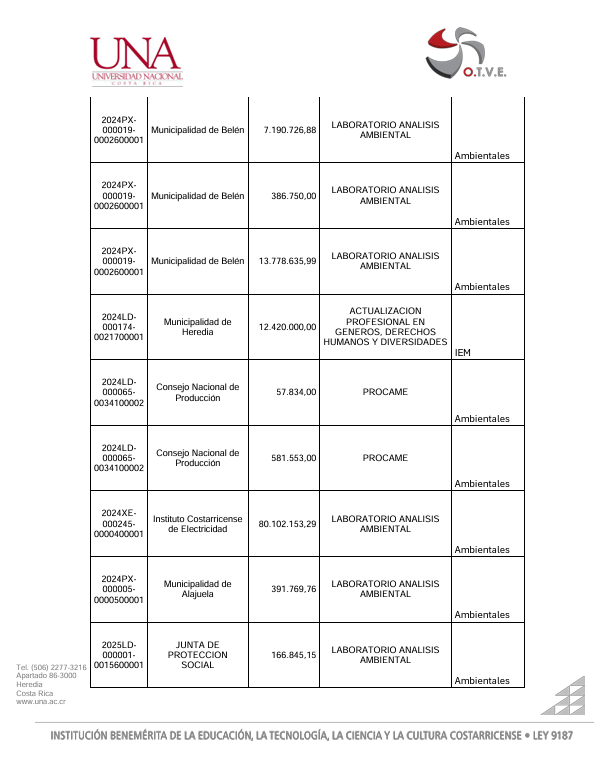 UNA
UNIVERSIDAD NACIONAL
COSTA RICA
O.T.V.E.
2024PX-
000019-
0002600001
Municipalidad de Belén
7.190.726,88
LABORATORIO ANALISIS
AMBIENTAL
Ambientales
2024PX-
000019-
0002600001
Municipalidad de Belén
386.750,00
LABORATORIO ANALISIS
AMBIENTAL
Ambientales
2024PX-
000019-
0002600001
Municipalidad de Belén
13.778.635,99
LABORATORIO ANALISIS
AMBIENTAL
Ambientales
2024LD-
000174-
0021700001
Municipalidad de
Heredia
12.420.000,00
ACTUALIZACION
PROFESIONAL EN
GENEROS, DERECHOS
HUMANOS Y DIVERSIDADES
IEM
2024LD-
000065-
0034100002
Consejo Nacional de
Producción
57.834,00
PROCAME
Ambientales
2024LD-
000065-
0034100002
Consejo Nacional de
Producción
581.553,00
PROCAME
Ambientales
2024XE-
000245-
0000400001
Instituto Costarricense
de Electricidad
80.102.153,29
LABORATORIO ANALISIS
AMBIENTAL
Ambientales
2024PX-
000005-
0000500001
Municipalidad de
Alajuela
391.769,76
LABORATORIO ANALISIS
AMBIENTAL
Ambientales
2025LD-
000001-
0015600001
JUNTA DE
PROTECCION
SOCIAL
166.845,15
LABORATORIO ANALISIS
AMBIENTAL
Ambientales
Tel. (506) 2277-3216
Apartado 86-3000
Heredia
Costa Rica
www.una.ac.cr
INSTITUCIÓN BENEMÉRITA DE LA EDUCACIÓN, LA TECNOLOGÍA, LA CIENCIA Y LA CULTURA COSTARRICENSE • LEY 9187